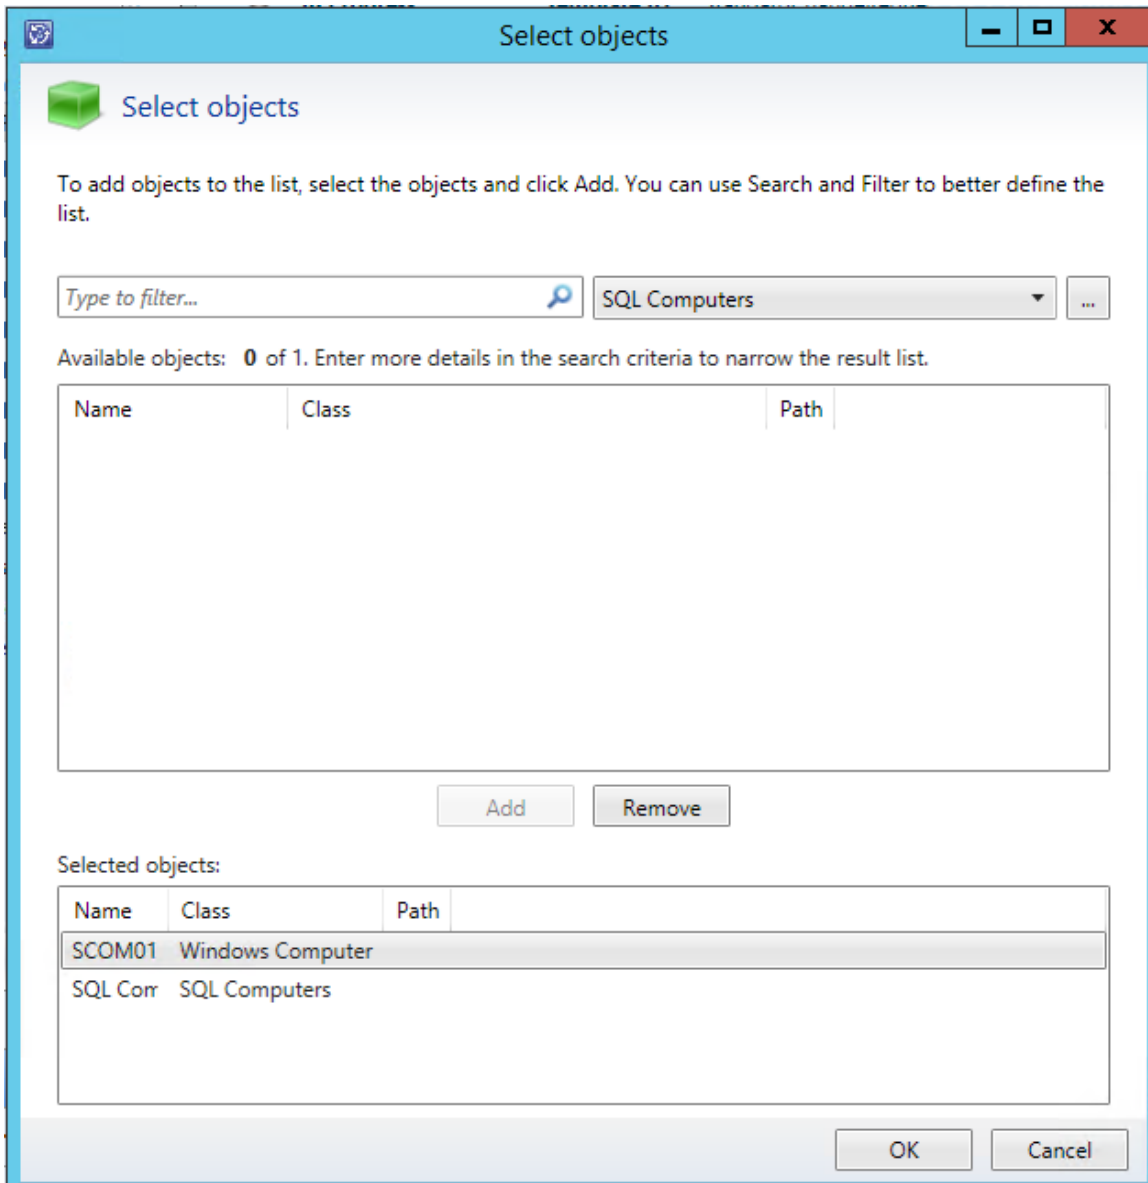 Select objects
Select objects
To add objects to the list, select the objects and click Add. You can use Search and Filter to better define the
list.
Type to filter... SQL Computers ...
Available objects: 0 of 1. Enter more details in the search criteria to narrow the result list.
Name Class Path
Add Remove
Selected objects:
Name Class Path
SCOM01 Windows Computer
SQL Com SQL Computers
OK Cancel